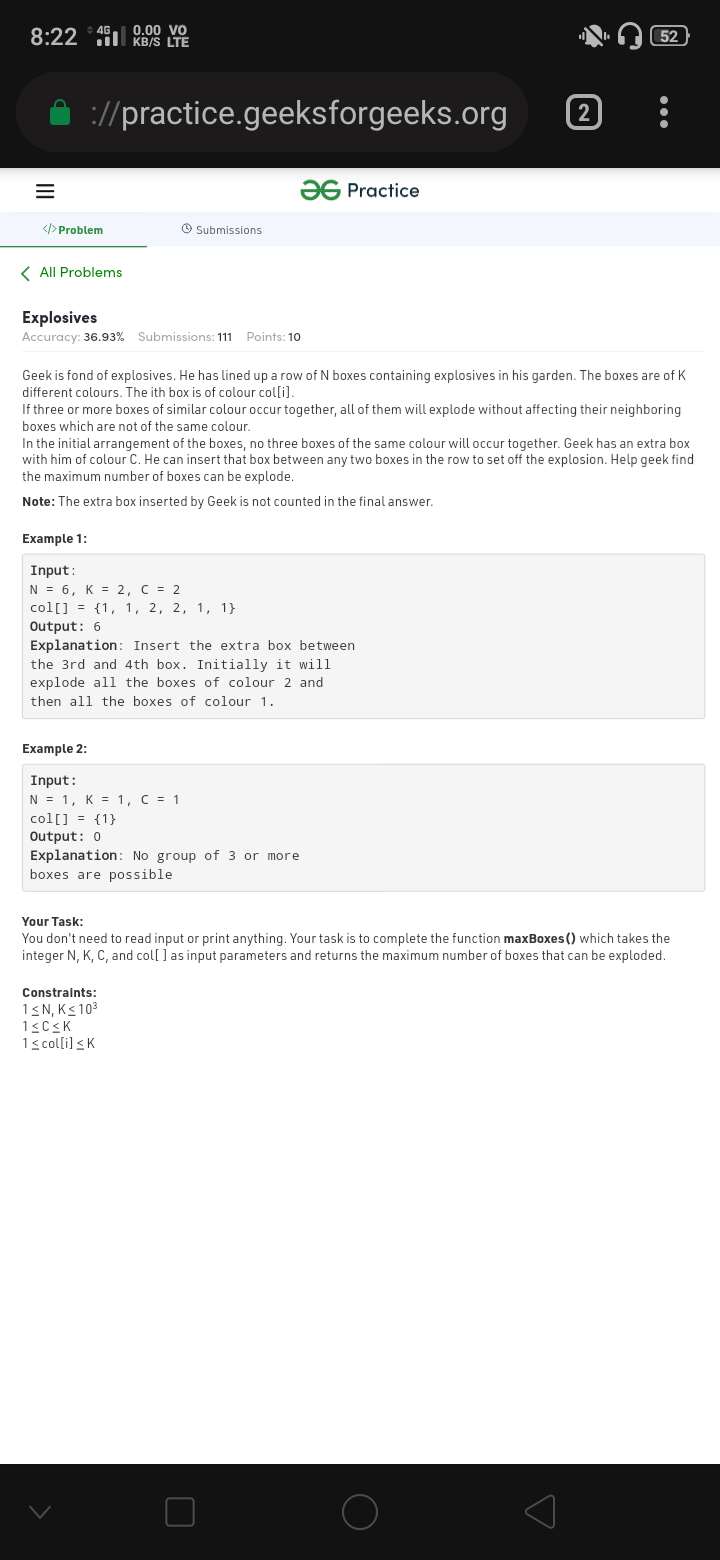 8:22 4G 0.00 KB/S VO LTE 52
://practice.geeksforgeeks.org 2
GG Practice
</>Problem Submissions
All Problems
Explosives
Accuracy: 36.93% Submissions: 111 Points: 10
Geek is fond of explosives. He has lined up a row of N boxes containing explosives in his garden. The boxes are of K
different colours. The ith box is of colour col[i].
If three or more boxes of similar colour occur together, all of them will explode without affecting their neighboring
boxes which are not of the same colour.
In the initial arrangement of the boxes, no three boxes of the same colour will occur together. Geek has an extra box
with him of colour C. He can insert that box between any two boxes in the row to set off the explosion. Help geek find
the maximum number of boxes can be explode.
Note: The extra box inserted by Geek is not counted in the final answer.
Example 1:
Input:
N = 6, K = 2, C = 2
col[] = {1, 1, 2, 2, 1, 1}
Output: 6
Explanation: Insert the extra box between
the 3rd and 4th box. Initially it will
explode all the boxes of colour 2 and
then all the boxes of colour 1.
Example 2:
Input:
N = 1, K = 1, C = 1
col[] = {1}
Output: 0
Explanation: No group of 3 or more
boxes are possible
Your Task:
You don't need to read input or print anything. Your task is to complete the function maxBoxes() which takes the
integer N, K, C, and col[ ] as input parameters and returns the maximum number of boxes that can be exploded.
Constraints:
1 ≤ N, K ≤ 10³
1 ≤ C ≤ K
1 ≤ col[i] ≤ K